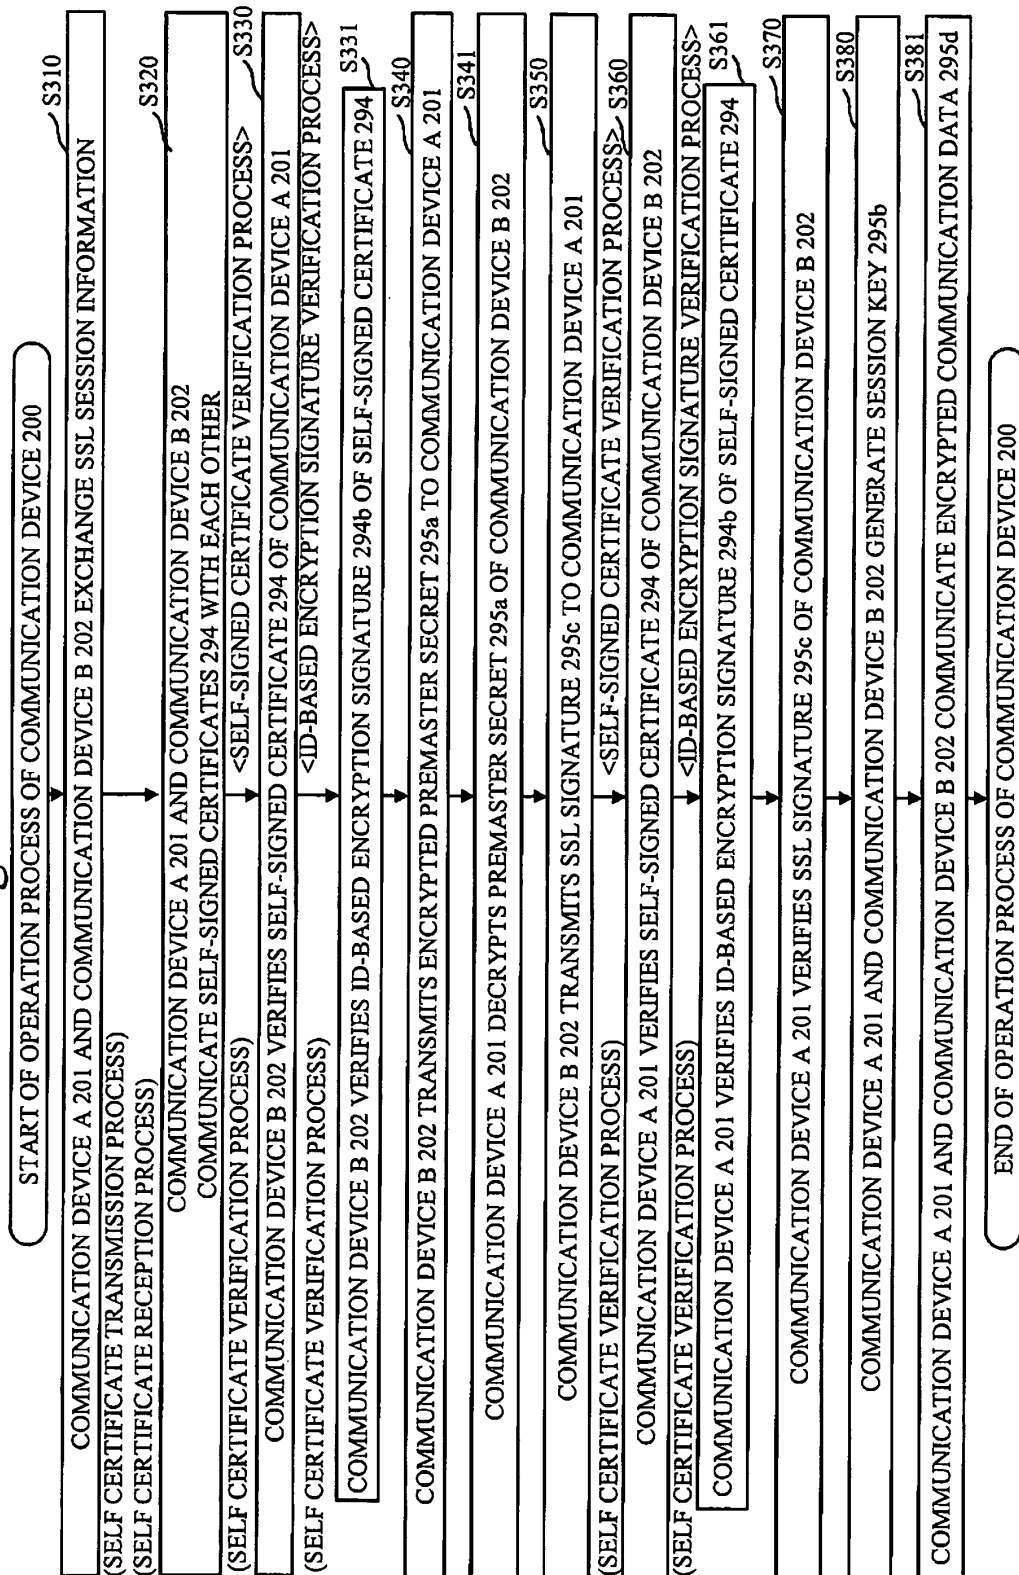 START OF OPERATION PROCESS OF COMMUNICATION DEVICE 200
S310
COMMUNICATION DEVICE A 201 AND COMMUNICATION DEVICE B 202 EXCHANGE SSL SESSION INFORMATION
(SELF CERTIFICATE TRANSMISSION PROCESS)
(SELF CERTIFICATE RECEPTION PROCESS)
S320
COMMUNICATION DEVICE A 201 AND COMMUNICATION DEVICE B 202
COMMUNICATE SELF-SIGNED CERTIFICATES 294 WITH EACH OTHER
(SELF CERTIFICATE VERIFICATION PROCESS)
<SELF-SIGNED CERTIFICATE VERIFICATION PROCESS>
S330
COMMUNICATION DEVICE B 202 VERIFIES SELF-SIGNED CERTIFICATE 294 OF COMMUNICATION DEVICE A 201
(SELF CERTIFICATE VERIFICATION PROCESS)
<ID-BASED ENCRYPTION SIGNATURE VERIFICATION PROCESS>
S331
COMMUNICATION DEVICE B 202 VERIFIES ID-BASED ENCRYPTION SIGNATURE 294b OF SELF-SIGNED CERTIFICATE 294
S340
COMMUNICATION DEVICE B 202 TRANSMITS ENCRYPTED PREMASTER SECRET 295a TO COMMUNICATION DEVICE A 201
S341
COMMUNICATION DEVICE A 201 DECRYPTS PREMASTER SECRET 295a OF COMMUNICATION DEVICE B 202
S350
COMMUNICATION DEVICE B 202 TRANSMITS SSL SIGNATURE 295c TO COMMUNICATION DEVICE A 201
(SELF CERTIFICATE VERIFICATION PROCESS)
<SELF-SIGNED CERTIFICATE VERIFICATION PROCESS>
S360
COMMUNICATION DEVICE A 201 VERIFIES SELF-SIGNED CERTIFICATE 294 OF COMMUNICATION DEVICE B 202
(SELF CERTIFICATE VERIFICATION PROCESS)
<ID-BASED ENCRYPTION SIGNATURE VERIFICATION PROCESS>
S361
COMMUNICATION DEVICE A 201 VERIFIES ID-BASED ENCRYPTION SIGNATURE 294b OF SELF-SIGNED CERTIFICATE 294
S370
COMMUNICATION DEVICE A 201 VERIFIES SSL SIGNATURE 295c OF COMMUNICATION DEVICE B 202
S380
COMMUNICATION DEVICE A 201 AND COMMUNICATION DEVICE B 202 GENERATE SESSION KEY 295b
S381
COMMUNICATION DEVICE A 201 AND COMMUNICATION DEVICE B 202 COMMUNICATE ENCRYPTED COMMUNICATION DATA 295d
END OF OPERATION PROCESS OF COMMUNICATION DEVICE 200